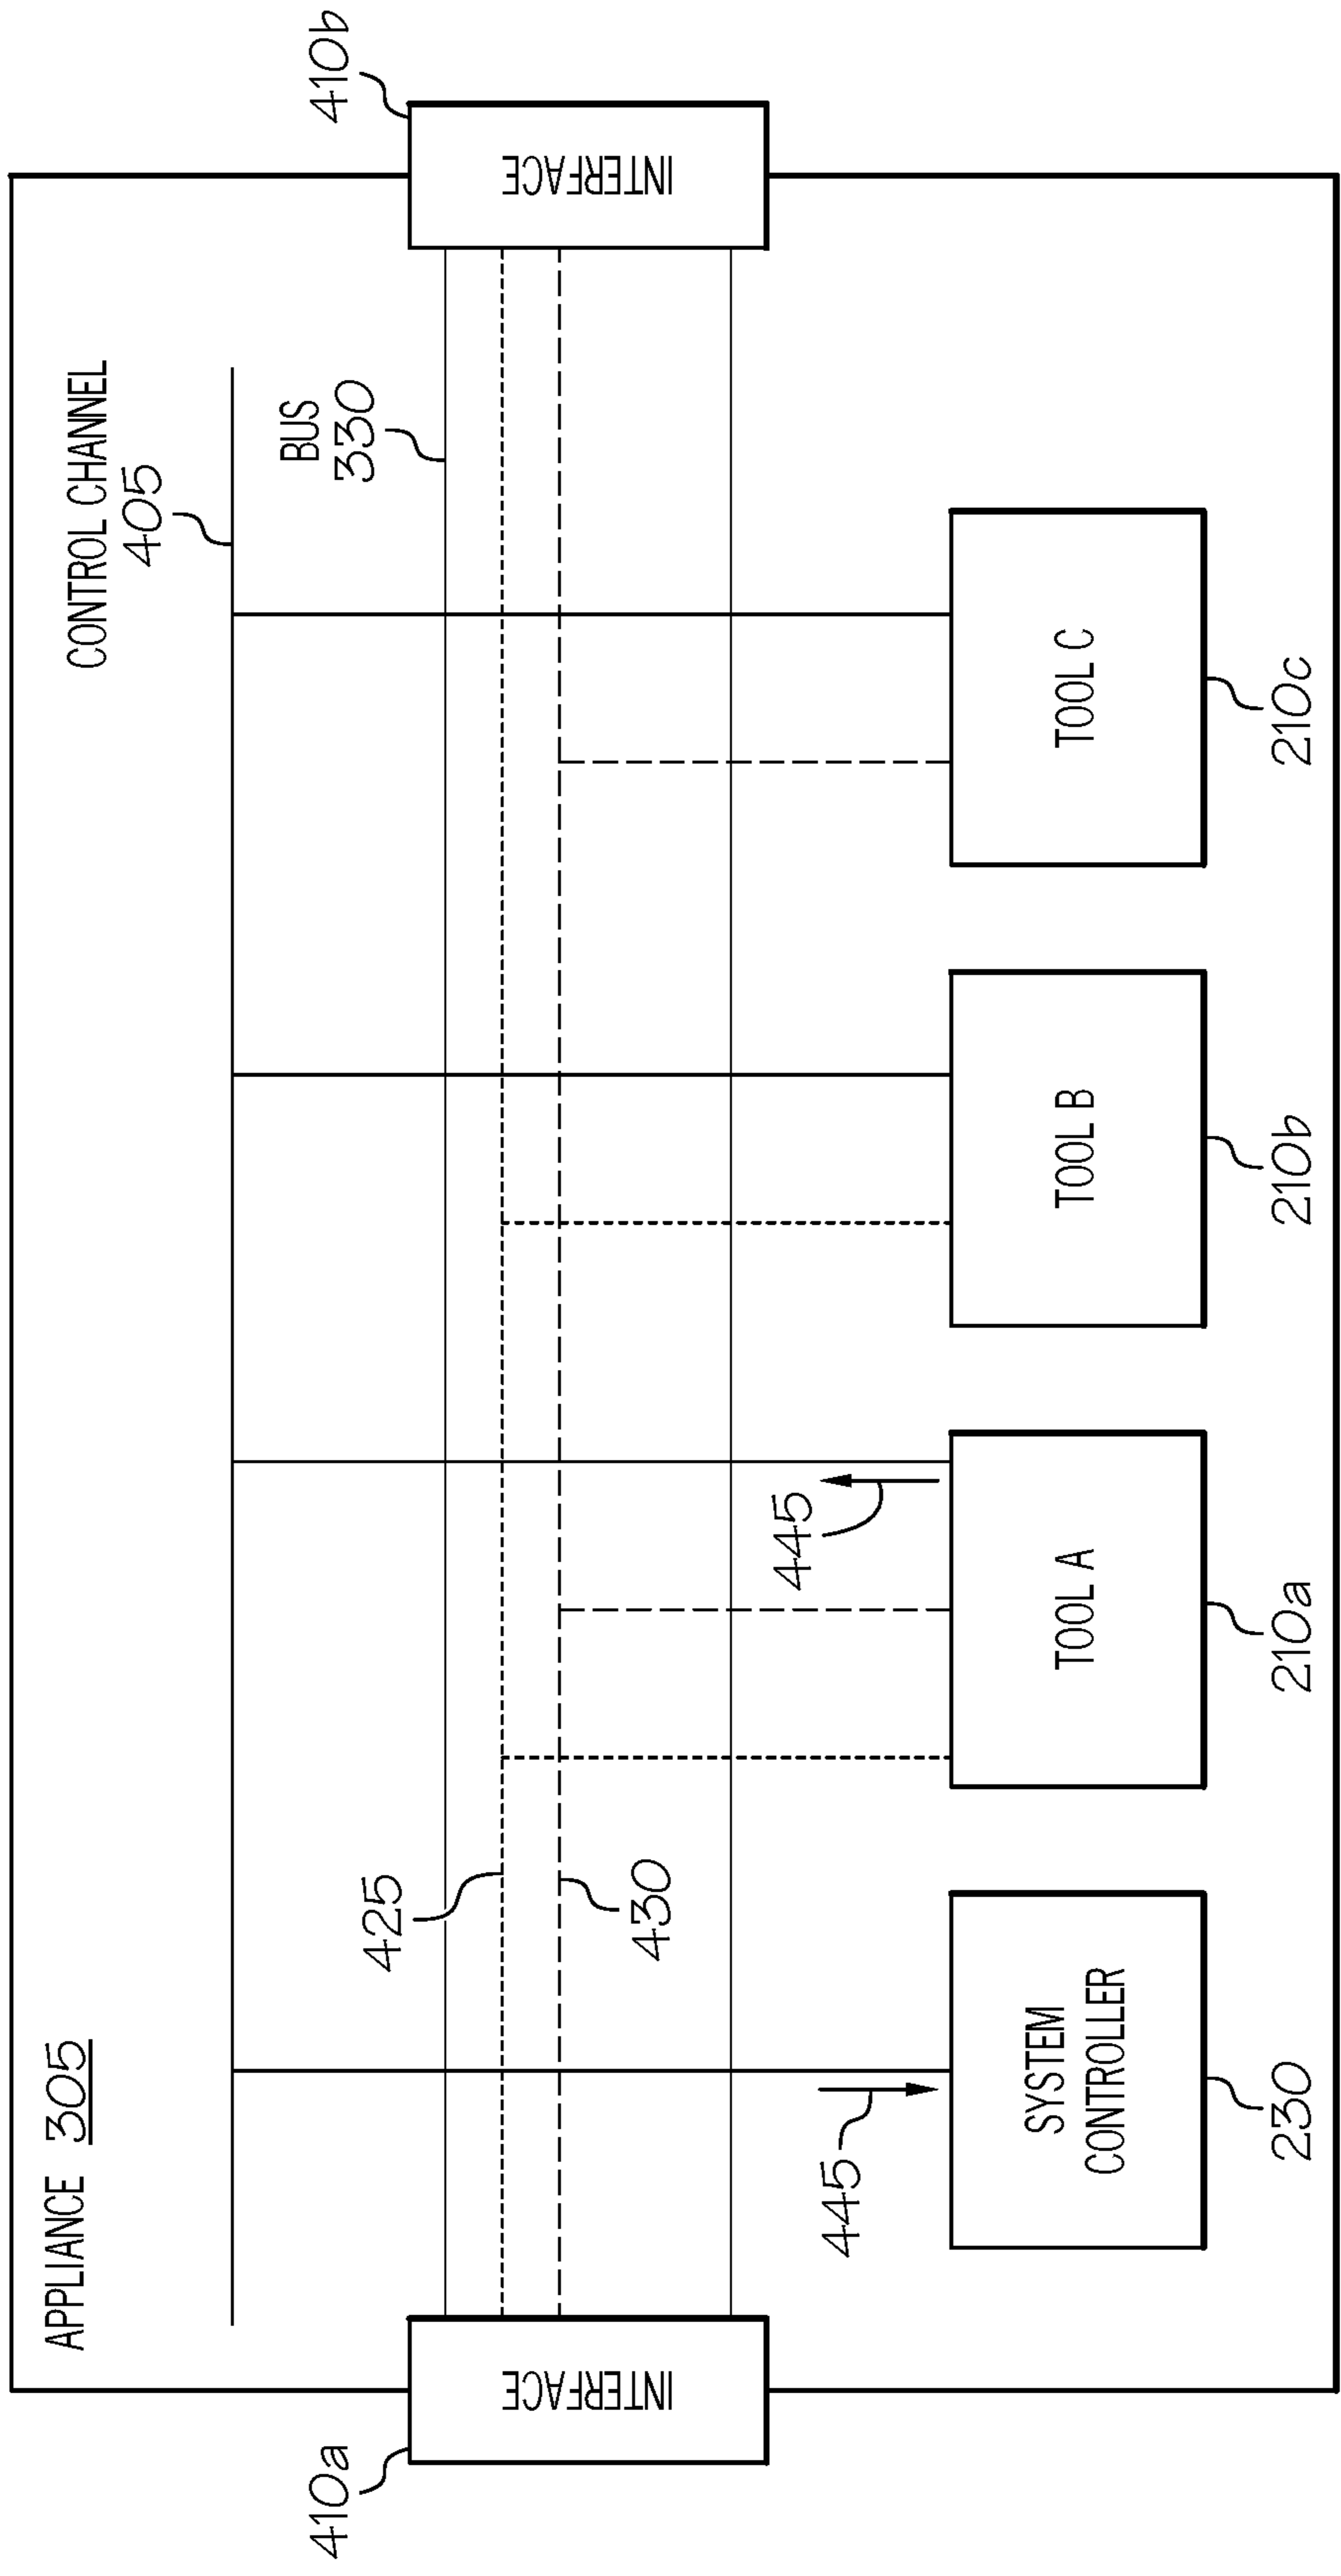 APPLIANCE 305
CONTROL CHANNEL
405
BUS
330
410a
INTERFACE
410b
INTERFACE
425
430
445
445
SYSTEM
CONTROLLER
230
TOOL A
210a
TOOL B
210b
TOOL C
210c